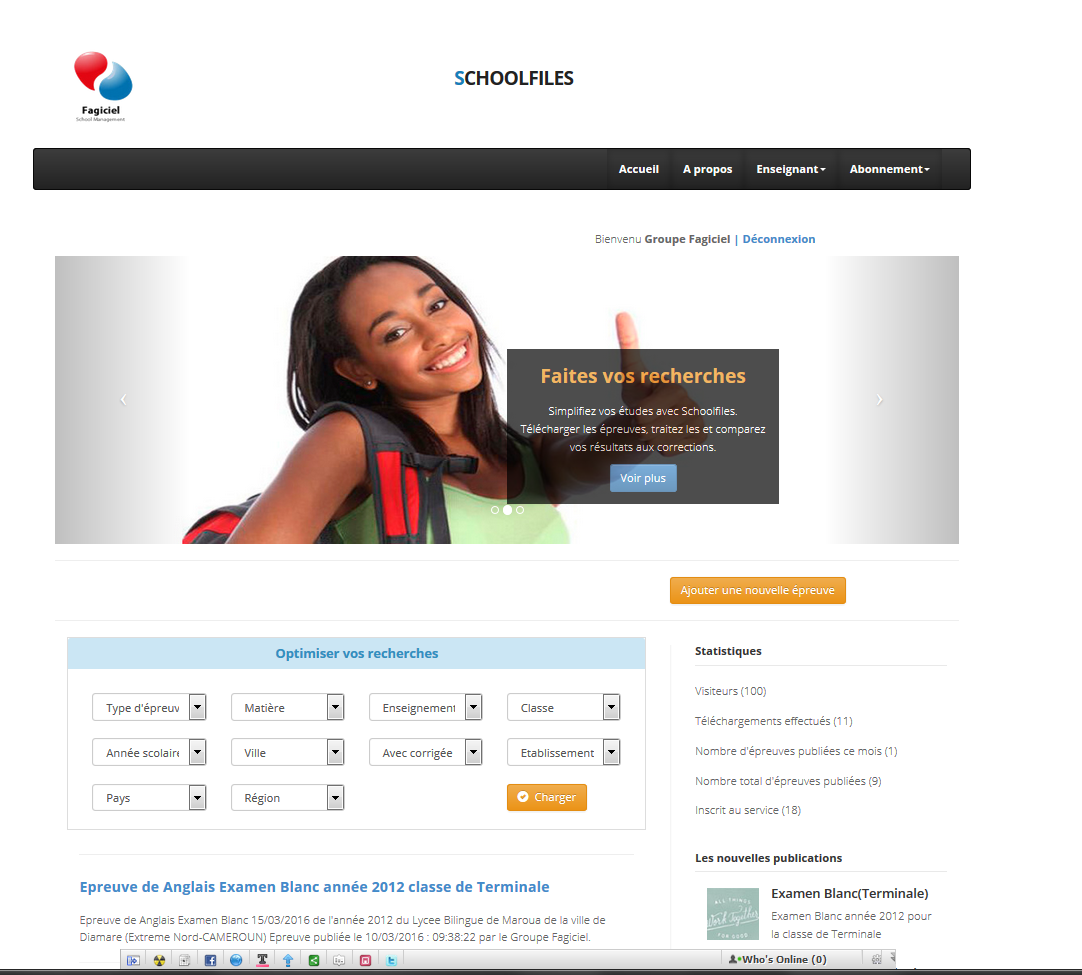 Fagiciel
School Management
SCHOOLFILES
Accueil A propos Enseignant Abonnement
Bienvenu Groupe Fagiciel | Déconnexion
Faites vos recherches
Simplifiez vos études avec Schoolfiles.
Télécharger les épreuves, traitez les et comparez
vos résultats aux corrections.
Voir plus
Ajouter une nouvelle épreuve
Optimiser vos recherches
Type d'épreuv Matière Enseignement Classe
Année scolaire Ville Avec corrigée Etablissement
Pays Région Charger
Epreuve de Anglais Examen Blanc année 2012 classe de Terminale
Epreuve de Anglais Examen Blanc 15/03/2016 de l'année 2012 du Lycee Bilingue de Maroua de la ville de
Diamare (Extreme Nord-CAMEROUN) Epreuve publiée le 10/03/2016 : 09:38:22 par le Groupe Fagiciel.
Statistiques
Visiteurs (100)
Téléchargements effectués (11)
Nombre d'épreuves publiées ce mois (1)
Nombre total d'épreuves publiées (9)
Inscrit au service (18)
Les nouvelles publications
ALL THINGS
Work Together
FOR GOOD
Examen Blanc(Terminale)
Examen Blanc année 2012 pour
la classe de Terminale
Who's Online (0)